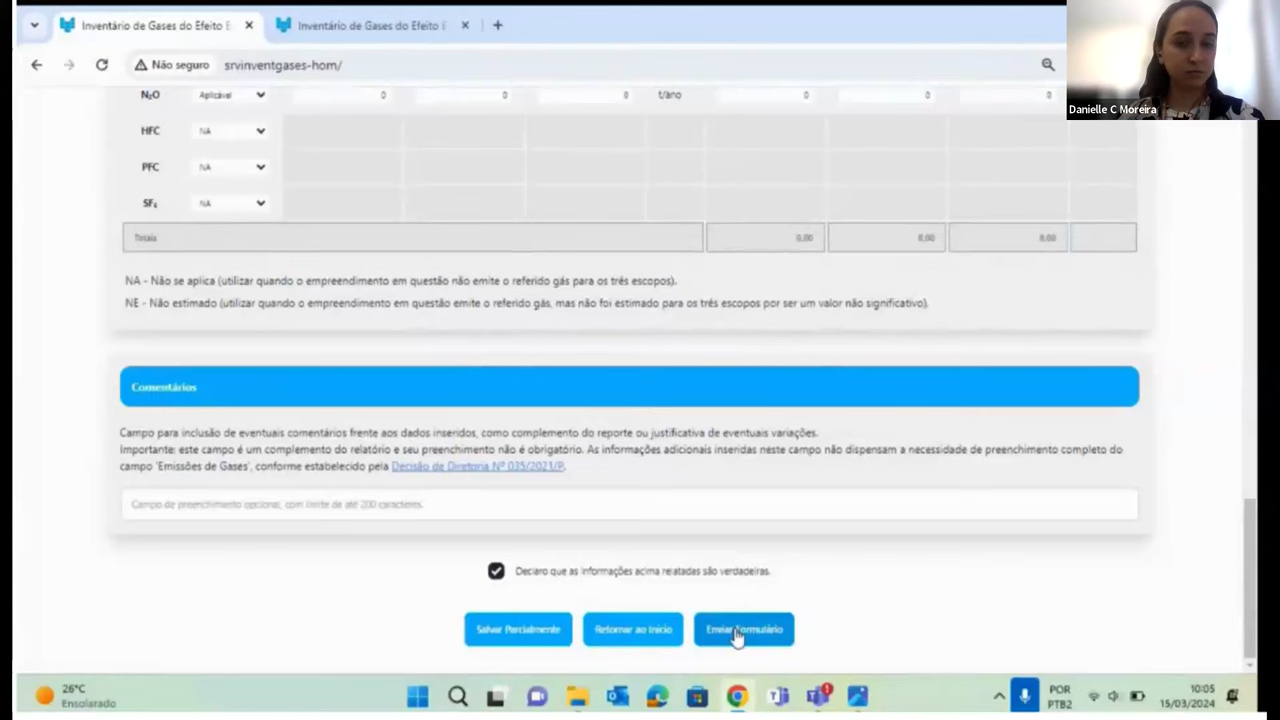 Inventário de Gases do Efeito E
Inventário de Gases do Efeito I
Não seguro srvinventgases-hom/
Danielle C Moreira
N₂O Aplicável 0 0 0 t/ano 0 0 0
HFC NA
PFC NA
SF₆ NA
Totais 0,00 0,00 0,00
NA - Não se aplica (utilizar quando o empreendimento em questão não emite o referido gás para os três escopos).
NE - Não estimado (utilizar quando o empreendimento em questão emite o referido gás, mas não foi estimado para os três escopos por ser um valor não significativo).
Comentários
Campo para inclusão de eventuais comentários frente aos dados inseridos, como complemento do reporte ou justificativa de eventuais variações.
Importante: este campo é um complemento do relatório e seu preenchimento não é obrigatório. As informações adicionais inseridas neste campo não dispensam a necessidade de preenchimento completo do
campo 'Emissões de Gases', conforme estabelecido pela Decisão de Diretoria Nº 035/2021/P.
Campo de preenchimento opcional, com limite de até 200 caracteres.
Declaro que as informações acima relatadas são verdadeiras.
Salvar Parcialmente Retornar ao Início Enviar Formulário
26°C
Ensolarado
POR
PTB2
10:05
15/03/2024